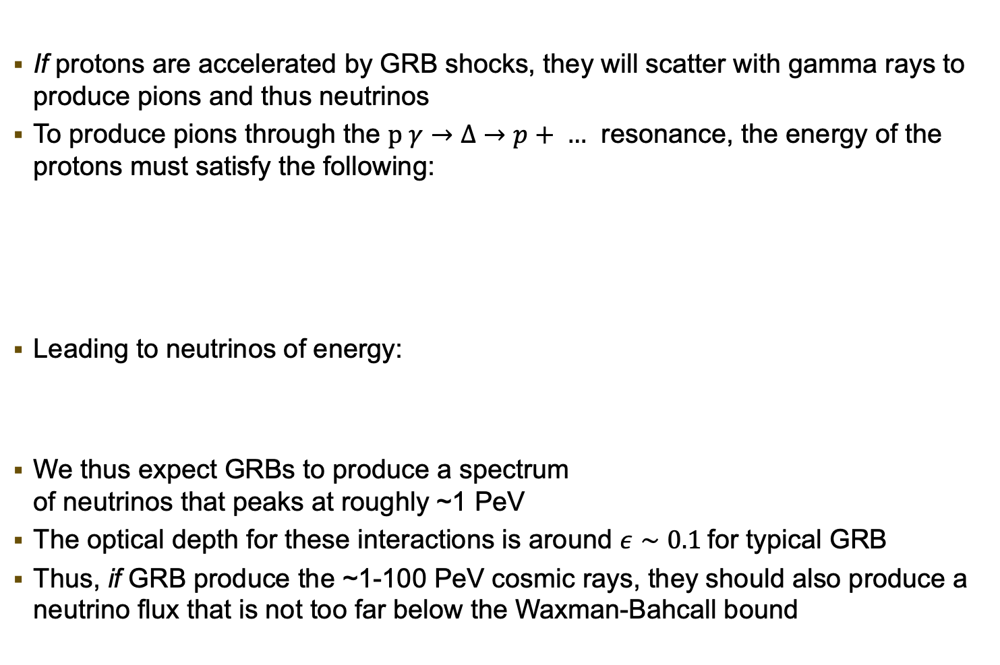 ▪ If protons are accelerated by GRB shocks, they will scatter with gamma rays to
produce pions and thus neutrinos
▪ To produce pions through the p γ → Δ → p + … resonance, the energy of the
protons must satisfy the following:
▪ Leading to neutrinos of energy:
▪ We thus expect GRBs to produce a spectrum
of neutrinos that peaks at roughly ~1 PeV
▪ The optical depth for these interactions is around ϵ ~ 0.1 for typical GRB
▪ Thus, if GRB produce the ~1-100 PeV cosmic rays, they should also produce a
neutrino flux that is not too far below the Waxman-Bahcall bound